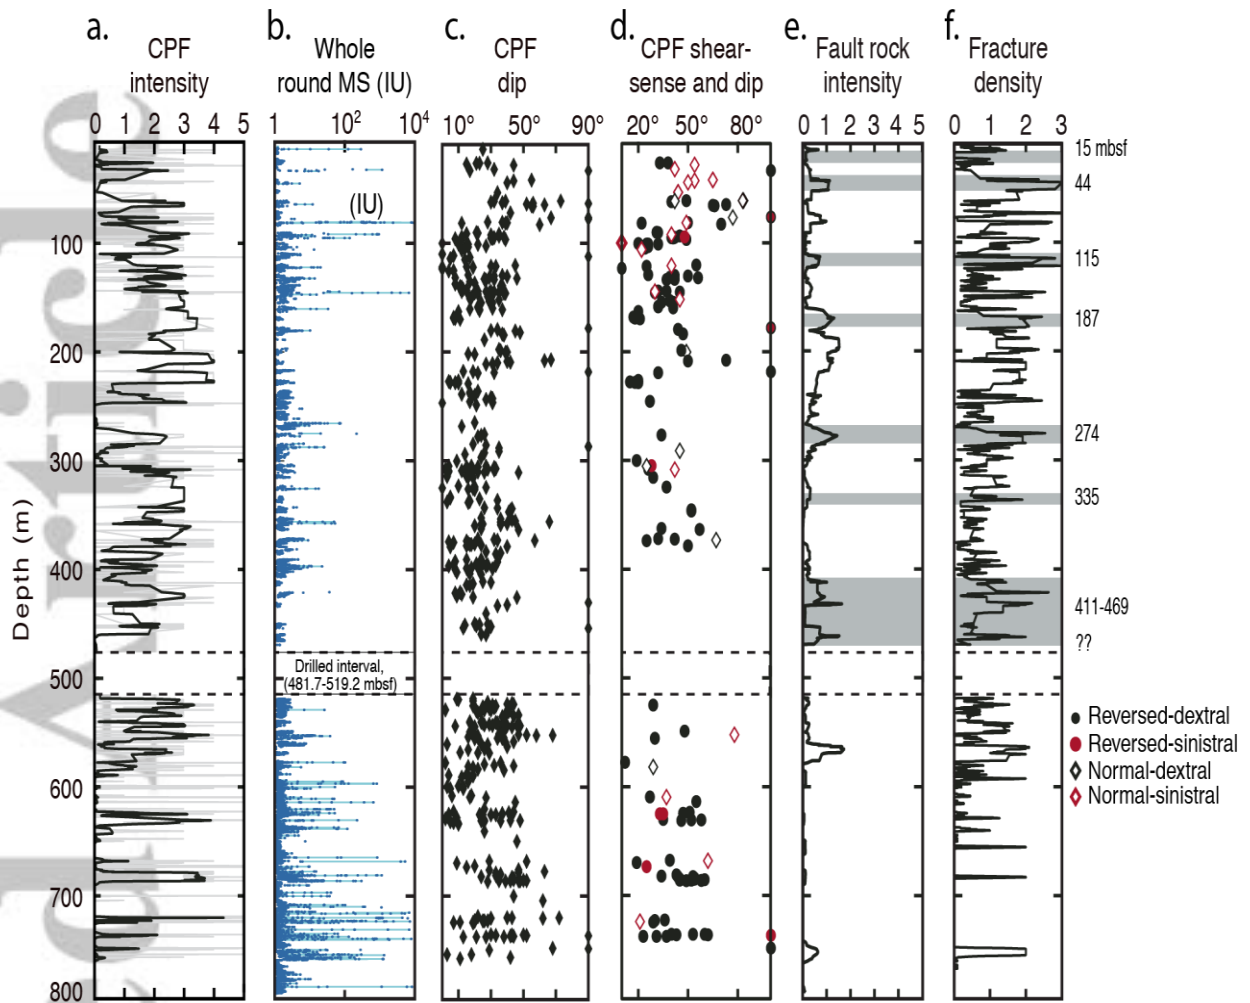 a.
CPF
intensity
0 1 2 3 4 5
b.
Whole
round MS (IU)
1 10² 10⁴
(IU)
c.
CPF
dip
10° 50° 90°
d.
CPF shear-
sense and dip
20° 50° 80°
e.
Fault rock
intensity
0 1 2 3 4 5
f.
Fracture
density
0 1 2 3
15 mbsf
44
115
187
274
335
411-469
??
Depth (m)
100
200
300
400
500
600
700
800
Drilled interval,
(481.7-519.2 mbsf)
Reversed-dextral
Reversed-sinistral
Normal-dextral
Normal-sinistral
Article